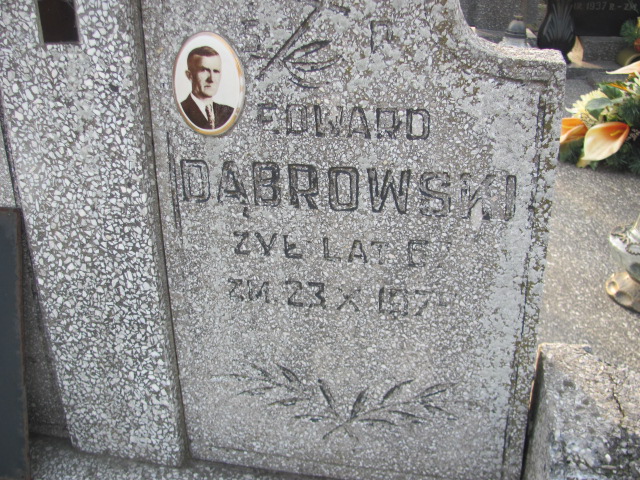 Ś P
EDWARD
DĄBROWSKI
ŻYŁ LAT
ZM. 23 X